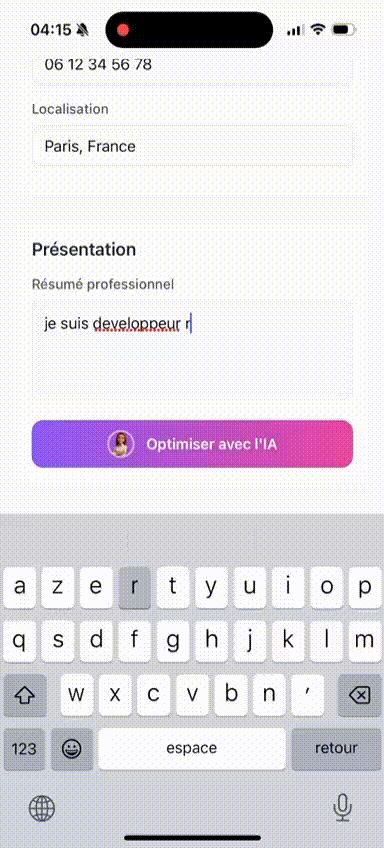 04:15
06 12 34 56 78
Localisation
Paris, France
Présentation
Résumé professionnel
je suis developpeur r
Optimiser avec l'IA
a z e r t y u i o p
q s d f g h j k l m
w x c v b n ′
123 espace retour